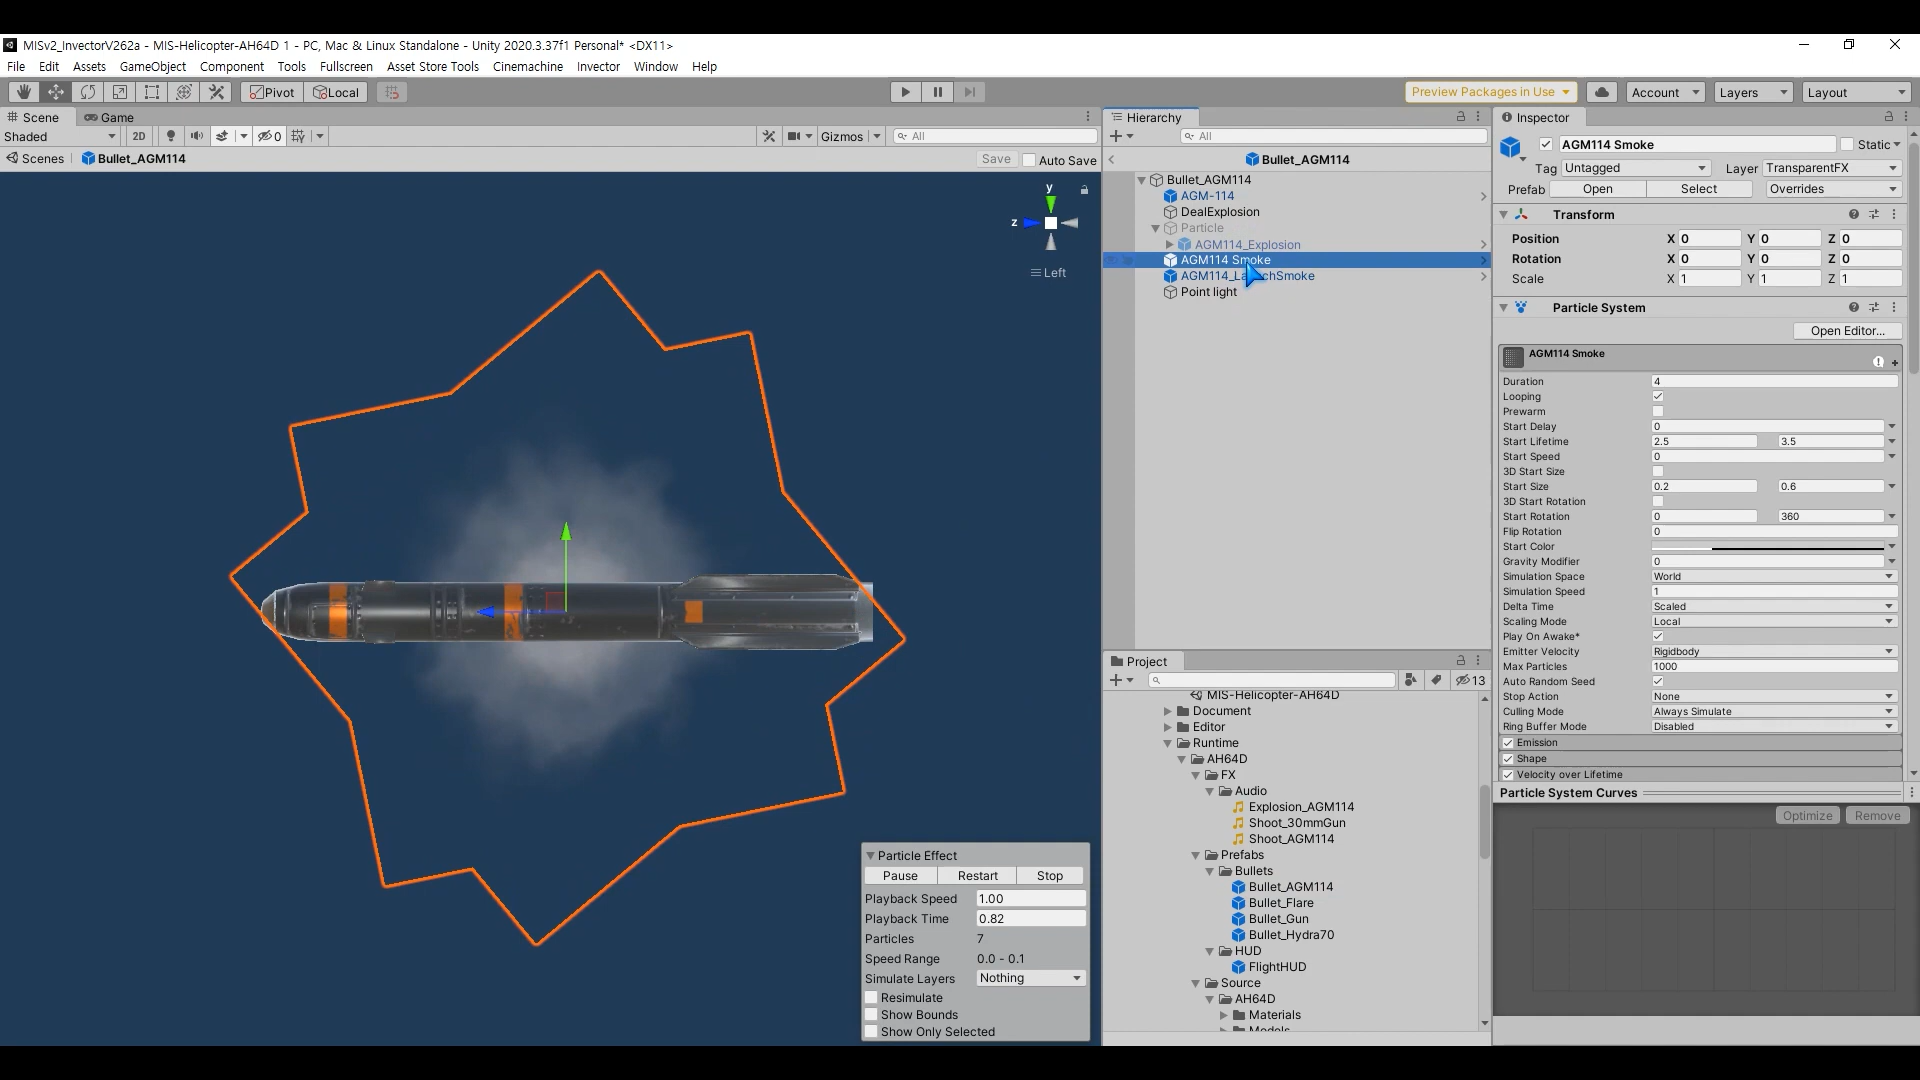 MISv2_InvectorV262a - MIS-Helicopter-AH64D 1 - PC, Mac & Linux Standalone - Unity 2020.3.37f1 Personal* <DX11>
File Edit Assets GameObject Component Tools Fullscreen Asset Store Tools Cinemachine Invector Window Help
Pivot Local Preview Packages in Use Account Layers Layout
Scene Game
Shaded 2D 0 Gizmos All
Scenes Bullet_AGM114 Save Auto Save
y
z
Left
Particle Effect
Pause Restart Stop
Playback Speed 1.00
Playback Time 0.82
Particles 7
Speed Range 0.0 - 0.1
Simulate Layers Nothing
Resimulate
Show Bounds
Show Only Selected
Hierarchy
All
Bullet_AGM114
Bullet_AGM114
AGM-114
DealExplosion
Particle
AGM114_Explosion
AGM114 Smoke
AGM114_La chSmoke
Point light
Project
13
MIS-Helicopter-AH64D
Document
Editor
Runtime
AH64D
FX
Audio
Explosion_AGM114
Shoot_30mmGun
Shoot_AGM114
Prefabs
Bullets
Bullet_AGM114
Bullet_Flare
Bullet_Gun
Bullet_Hydra70
HUD
FlightHUD
Source
AH64D
Materials
Models
Inspector
AGM114 Smoke Static
Tag Untagged Layer TransparentFX
Prefab Open Select Overrides
Transform
Position X 0 Y 0 Z 0
Rotation X 0 Y 0 Z 0
Scale X 1 Y 1 Z 1
Particle System
Open Editor...
AGM114 Smoke
Duration 4
Looping
Prewarm
Start Delay 0
Start Lifetime 2.5 3.5
Start Speed 0
3D Start Size
Start Size 0.2 0.6
3D Start Rotation
Start Rotation 0 360
Flip Rotation 0
Start Color
Gravity Modifier 0
Simulation Space World
Simulation Speed 1
Delta Time Scaled
Scaling Mode Local
Play On Awake*
Emitter Velocity Rigidbody
Max Particles 1000
Auto Random Seed
Stop Action None
Culling Mode Always Simulate
Ring Buffer Mode Disabled
Emission
Shape
Velocity over Lifetime
Particle System Curves
Optimize Remove